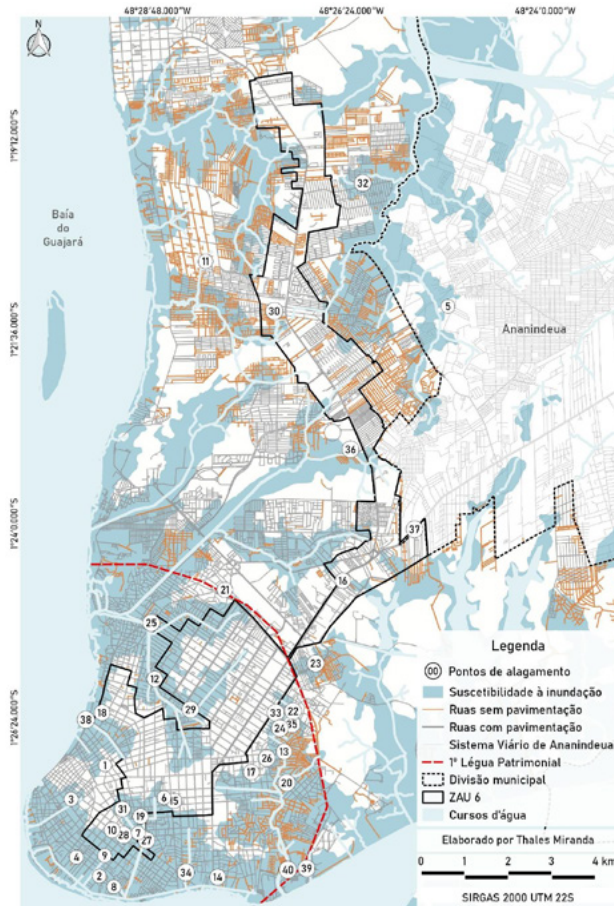 48°28'48.000"W
48°26'24.000"W
48°24'0.000"W
N
1°21'36.000"S
1°24'0.000"S
1°26'24.000"S
Baía
do
Guajará
Ananindeua
32
11
5
30
36
37
16
21
25
23
12
29
18
38
33
22
24
35
13
26
17
20
1
3
6
15
31
19
10
28
7
27
4
9
2
8
34
14
40
39
Legenda
00 Pontos de alagamento
Suscetibilidade à inundação
Ruas sem pavimentação
Ruas com pavimentação
Sistema Viário de Ananindeua
1ª Légua Patrimonial
Divisão municipal
ZAU 6
Cursos d'água
Elaborado por Thales Miranda
0 1 2 3 4 km
SIRGAS 2000 UTM 22S